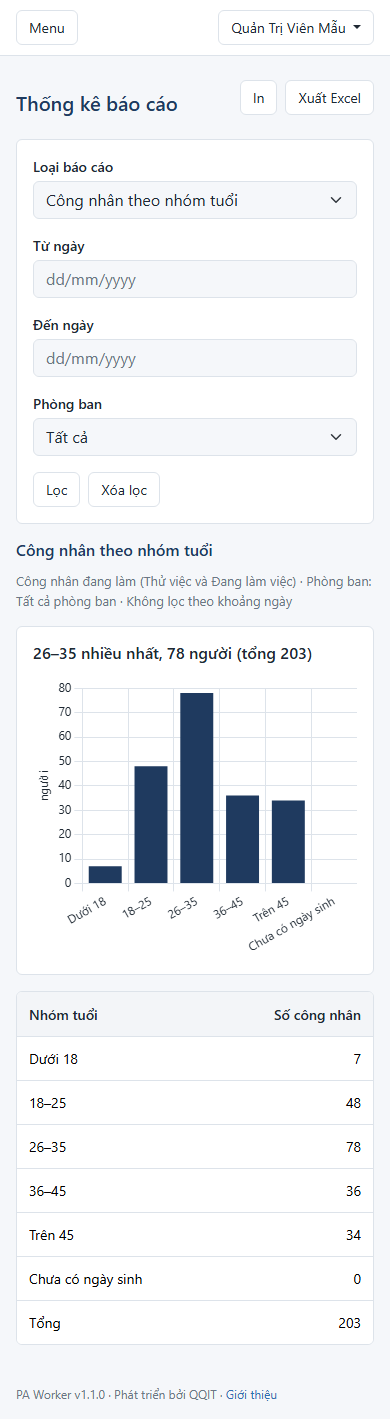 Menu
Quản Trị Viên Mẫu
Thống kê báo cáo
In
Xuất Excel
Loại báo cáo
Công nhân theo nhóm tuổi
Từ ngày
dd/mm/yyyy
Đến ngày
dd/mm/yyyy
Phòng ban
Tất cả
Lọc
Xóa lọc
Công nhân theo nhóm tuổi
Công nhân đang làm (Thử việc và Đang làm việc) · Phòng ban:
Tất cả phòng ban · Không lọc theo khoảng ngày
26–35 nhiều nhất, 78 người (tổng 203)
80
70
60
50
40
30
20
10
0
người
Dưới 18
18–25
26–35
36–45
Trên 45
Chưa có ngày sinh
Nhóm tuổi Số công nhân
Dưới 18 7
18–25 48
26–35 78
36–45 36
Trên 45 34
Chưa có ngày sinh 0
Tổng 203
PA Worker v1.1.0 · Phát triển bởi QQIT · Giới thiệu